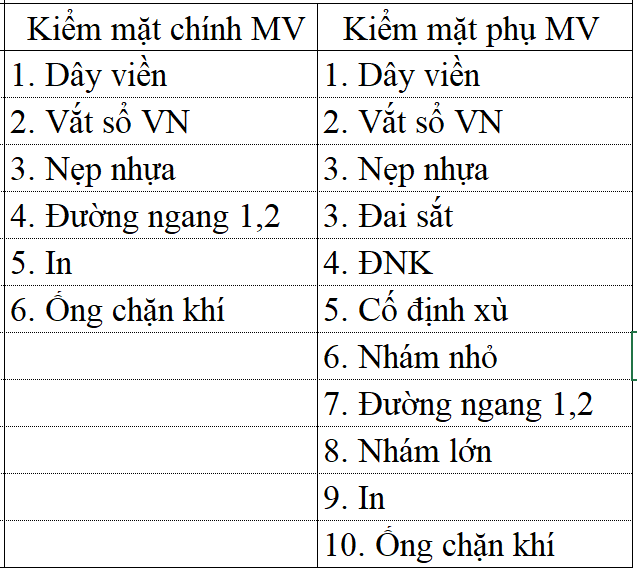 Kiểm mặt chính MV Kiểm mặt phụ MV
1. Dây viền 1. Dây viền
2. Vắt sổ VN 2. Vắt sổ VN
3. Nẹp nhựa 3. Nẹp nhựa
4. Đường ngang 1,2 3. Đai sắt
5. In 4. ĐNK
6. Ống chặn khí 5. Cố định xù
6. Nhám nhỏ
7. Đường ngang 1,2
8. Nhám lớn
9. In
10. Ống chặn khí